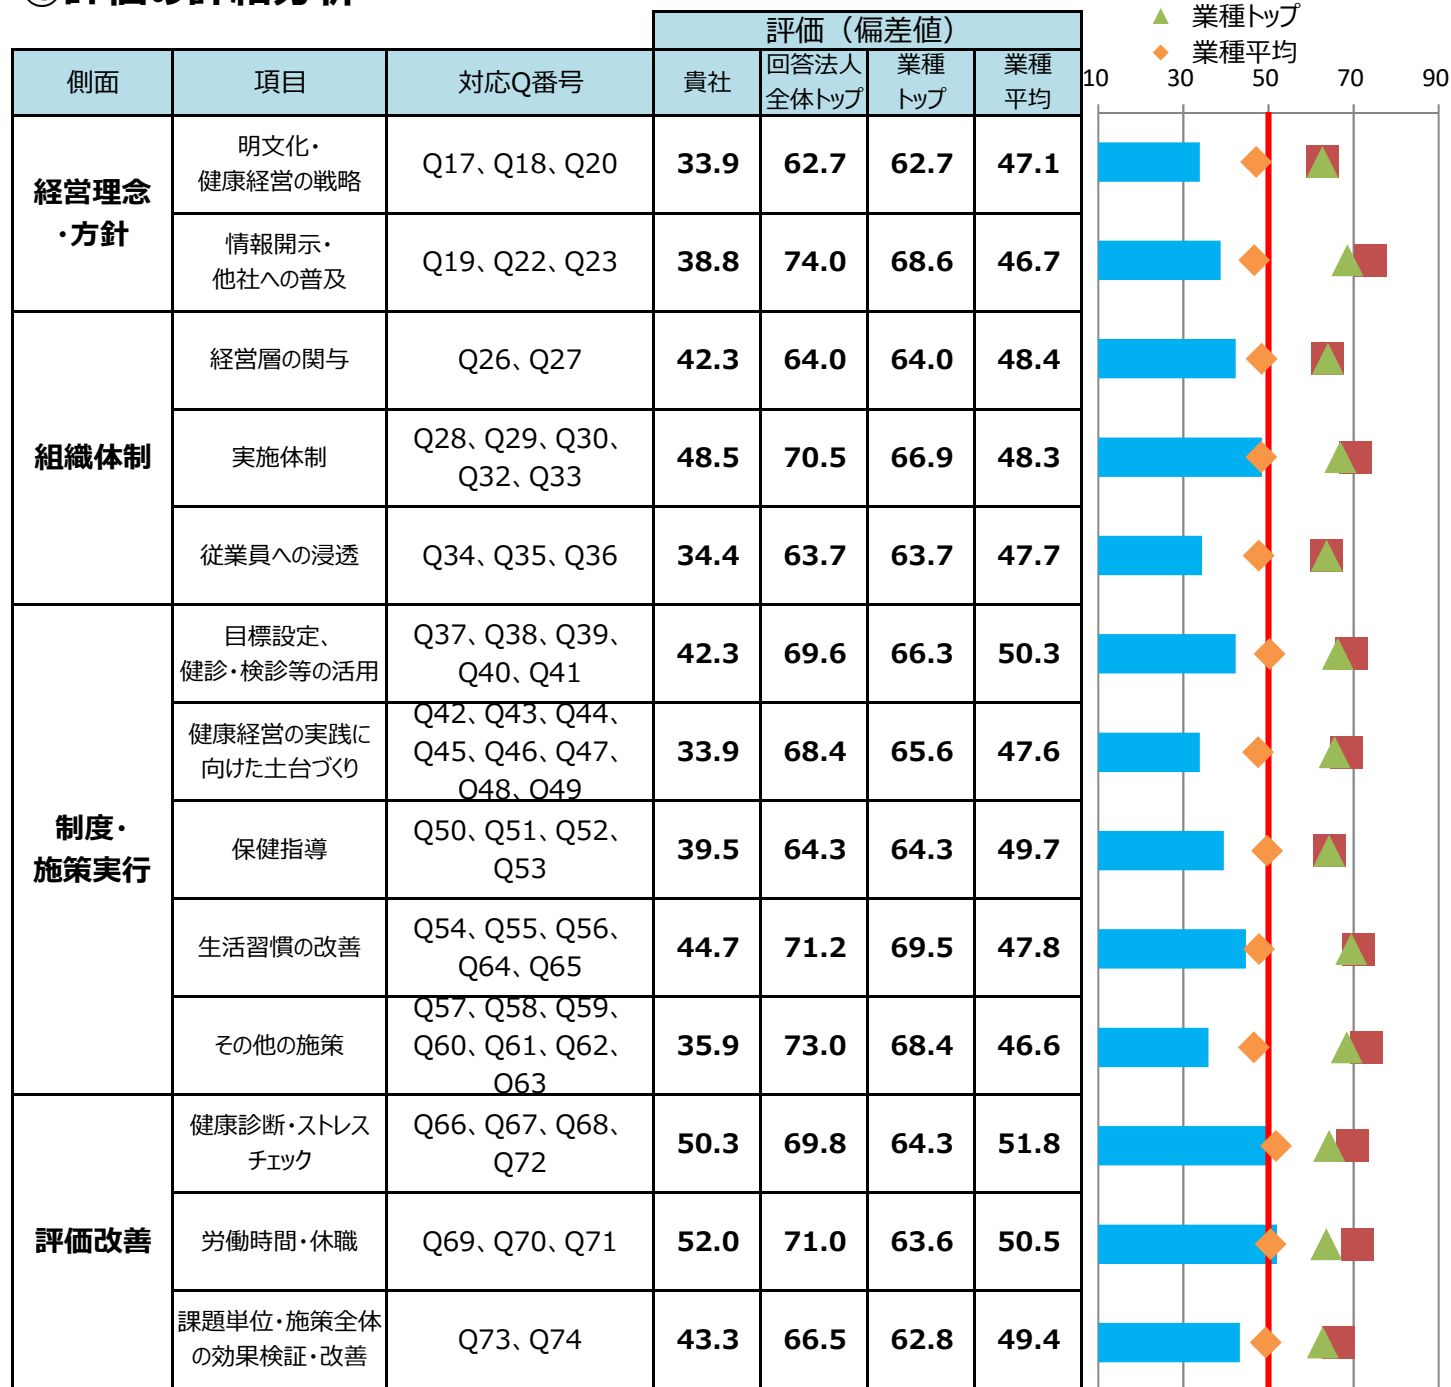 評価（偏差値）
側面 項目 対応Q番号 貴社 回答法人全体トップ 業種トップ 業種平均
▲ 業種トップ
◆ 業種平均
10 30 50 70 90
経営理念・方針
明文化・健康経営の戦略 Q17、Q18、Q20 33.9 62.7 62.7 47.1
情報開示・他社への普及 Q19、Q22、Q23 38.8 74.0 68.6 46.7
組織体制
経営層の関与 Q26、Q27 42.3 64.0 64.0 48.4
実施体制 Q28、Q29、Q30、Q32、Q33 48.5 70.5 66.9 48.3
従業員への浸透 Q34、Q35、Q36 34.4 63.7 63.7 47.7
制度・施策実行
目標設定、健診・検診等の活用 Q37、Q38、Q39、Q40、Q41 42.3 69.6 66.3 50.3
健康経営の実践に向けた土台づくり Q42、Q43、Q44、Q45、Q46、Q47、Q48、Q49 33.9 68.4 65.6 47.6
保健指導 Q50、Q51、Q52、Q53 39.5 64.3 64.3 49.7
生活習慣の改善 Q54、Q55、Q56、Q64、Q65 44.7 71.2 69.5 47.8
その他の施策 Q57、Q58、Q59、Q60、Q61、Q62、Q63 35.9 73.0 68.4 46.6
評価改善
健康診断・ストレスチェック Q66、Q67、Q68、Q72 50.3 69.8 64.3 51.8
労働時間・休職 Q69、Q70、Q71 52.0 71.0 63.6 50.5
課題単位・施策全体の効果検証・改善 Q73、Q74 43.3 66.5 62.8 49.4